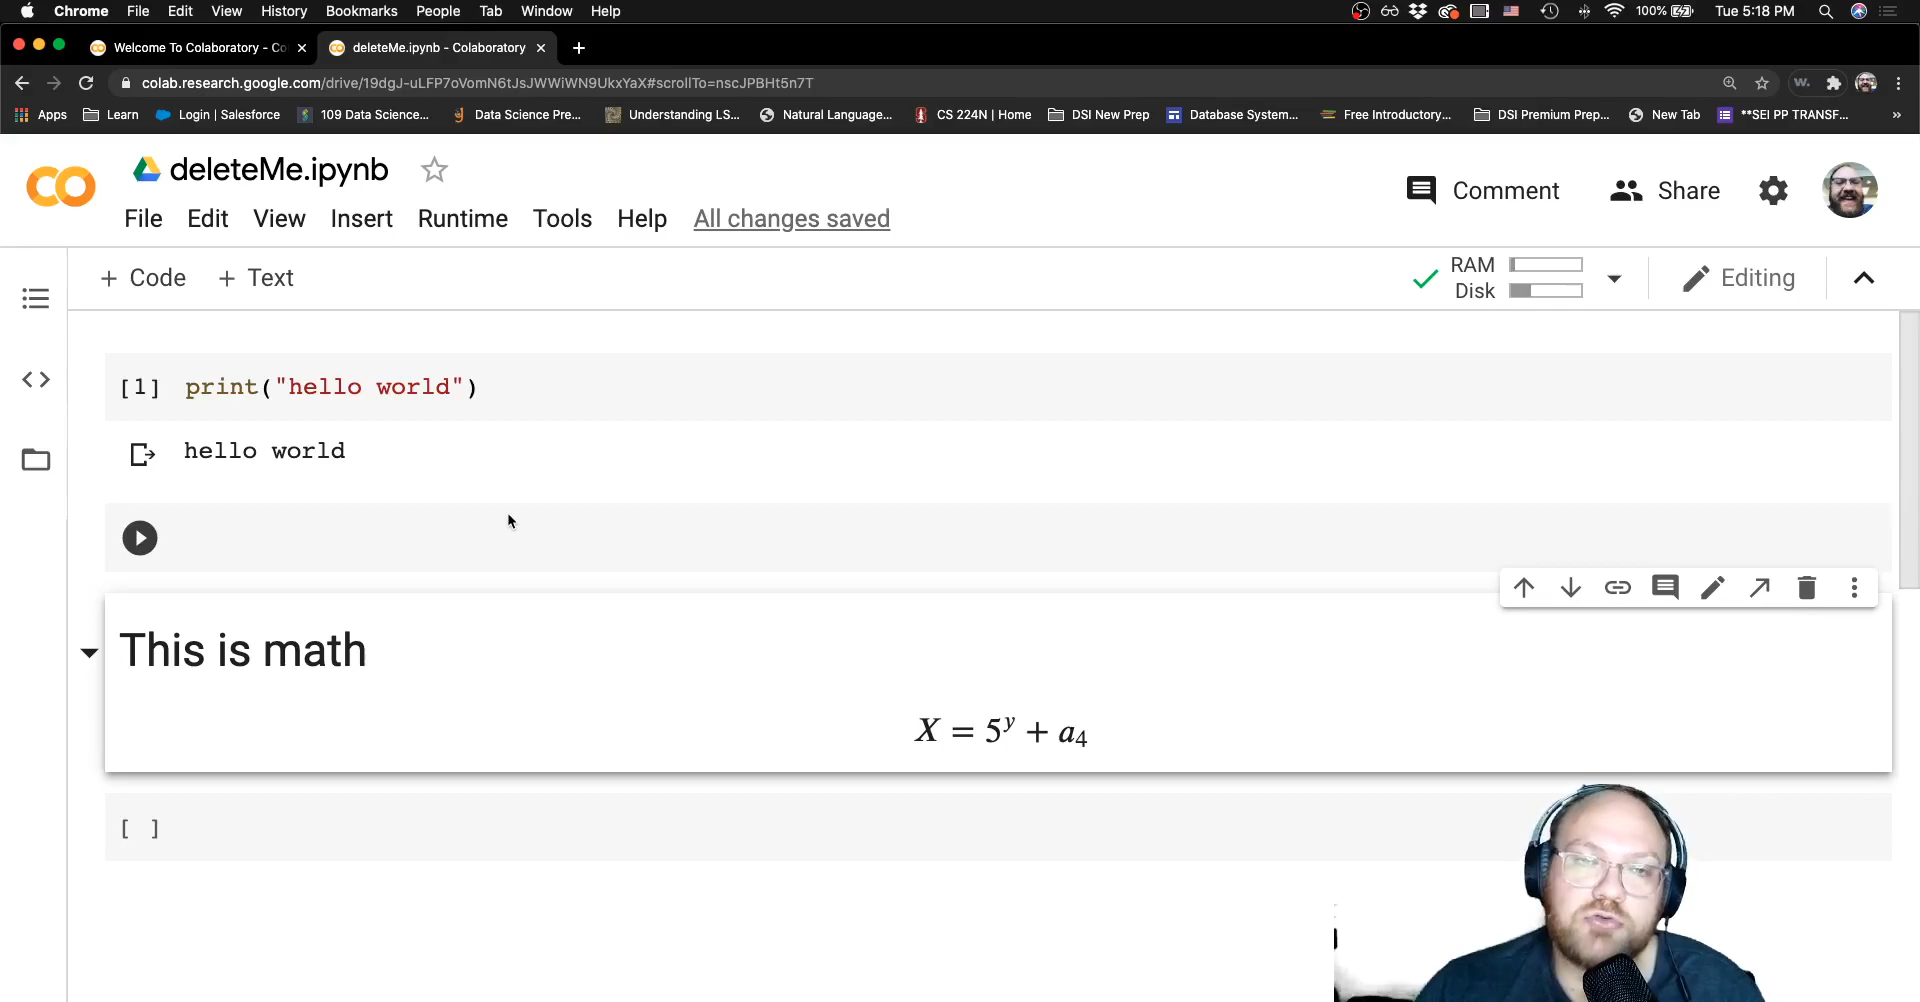 Chrome File Edit View History Bookmarks People Tab Window Help 100% Tue 5:18 PM
Welcome To Colaboratory - Co deleteMe.ipynb - Colaboratory
colab.research.google.com/drive/19dgJ-uLFP7oVomN6tJsJWWiWN9UkxYaX#scrollTo=nscJPBHt5n7T
Apps Learn Login | Salesforce 109 Data Science... Data Science Pre... Understanding LS... Natural Language... CS 224N | Home DSI New Prep Database System... Free Introductory... DSI Premium Prep... New Tab **SEI PP TRANSF... »
deleteMe.ipynb
Comment Share
File Edit View Insert Runtime Tools Help All changes saved
+ Code + Text RAM Disk Editing
[1] print("hello world")
hello world
This is math
X = 5^y + a_4
[ ]